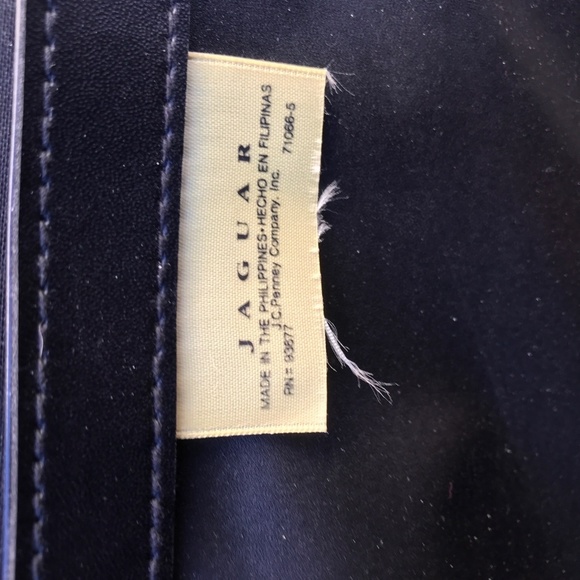 JAGUAR
MADE IN THE PHILIPPINES•HECHO EN FILIPINAS
J.C.Penney Company, Inc.
RN= 93677 71066-5